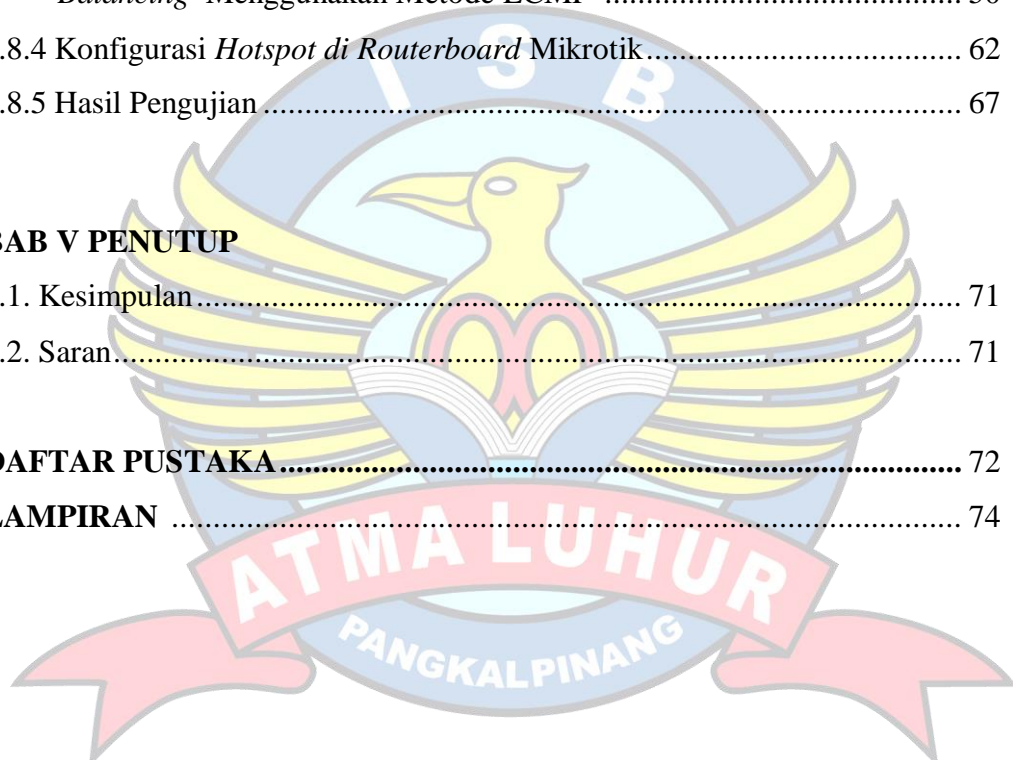 Balancing Menggunakan Metode ECMP
.8.4 Konfigurasi Hotspot di Routerboard Mikrotik ........................................ 62
.8.5 Hasil Pengujian ........................................ 67
BAB V PENUTUP
.1. Kesimpulan ........................................ 71
.2. Saran ........................................ 71
DAFTAR PUSTAKA ........................................ 72
LAMPIRAN ........................................ 74
I S B
ATMA LUHUR
PANGKALPINANG